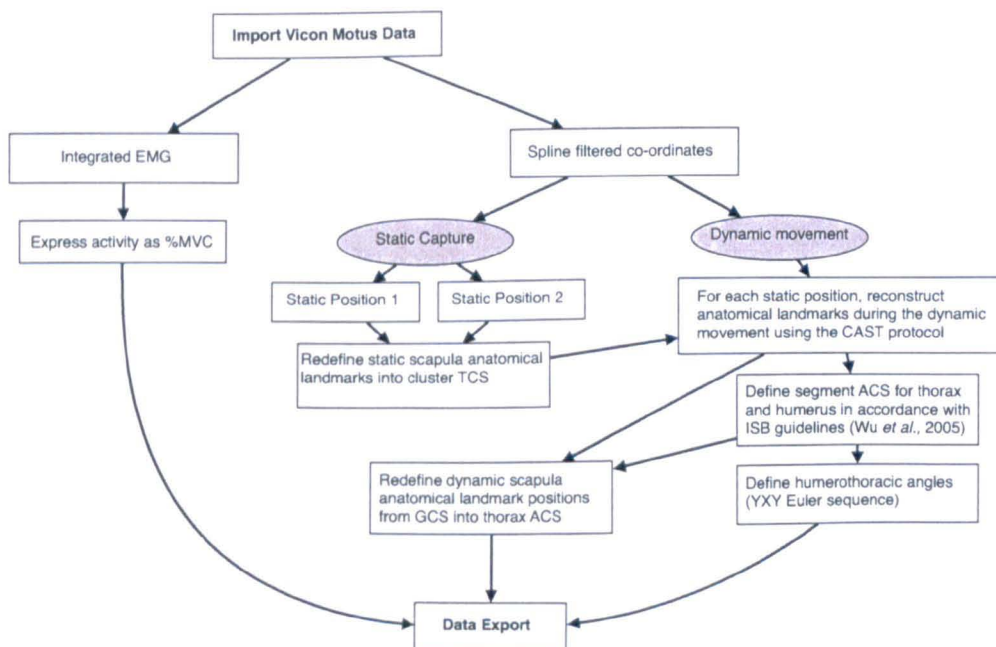 Import Vicon Motus Data
Integrated EMG
Spline filtered co-ordinates
Express activity as %MVC
Static Capture
Dynamic movement
Static Position 1
Static Position 2
For each static position, reconstruct
anatomical landmarks during the dynamic
movement using the CAST protocol
Redefine static scapula anatomical
landmarks into cluster TCS
Define segment ACS for thorax
and humerus in accordance with
ISB guidelines (Wu et al., 2005)
Redefine dynamic scapula
anatomical landmark positions
from GCS into thorax ACS
Define humerothoracic angles
(YXY Euler sequence)
Data Export